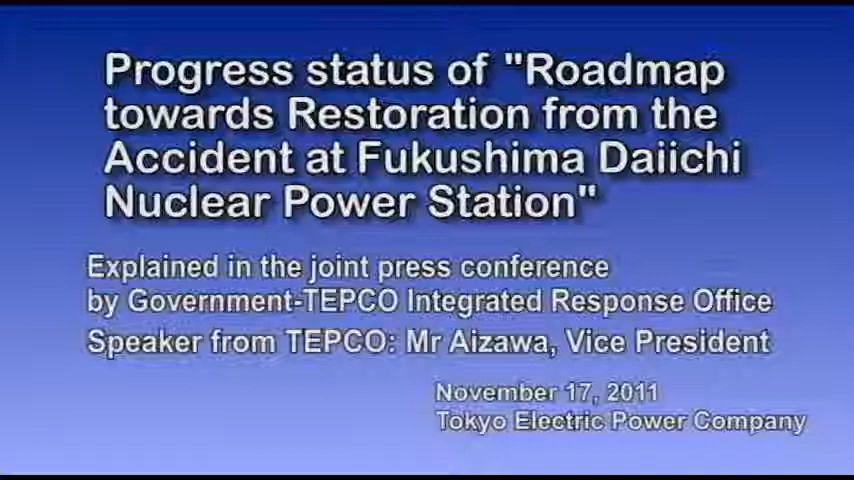 Progress status of "Roadmap
towards Restoration from the
Accident at Fukushima Daiichi
Nuclear Power Station"
Explained in the joint press conference
by Government-TEPCO Integrated Response Office
Speaker from TEPCO: Mr Aizawa, Vice President
November 17, 2011
Tokyo Electric Power Company